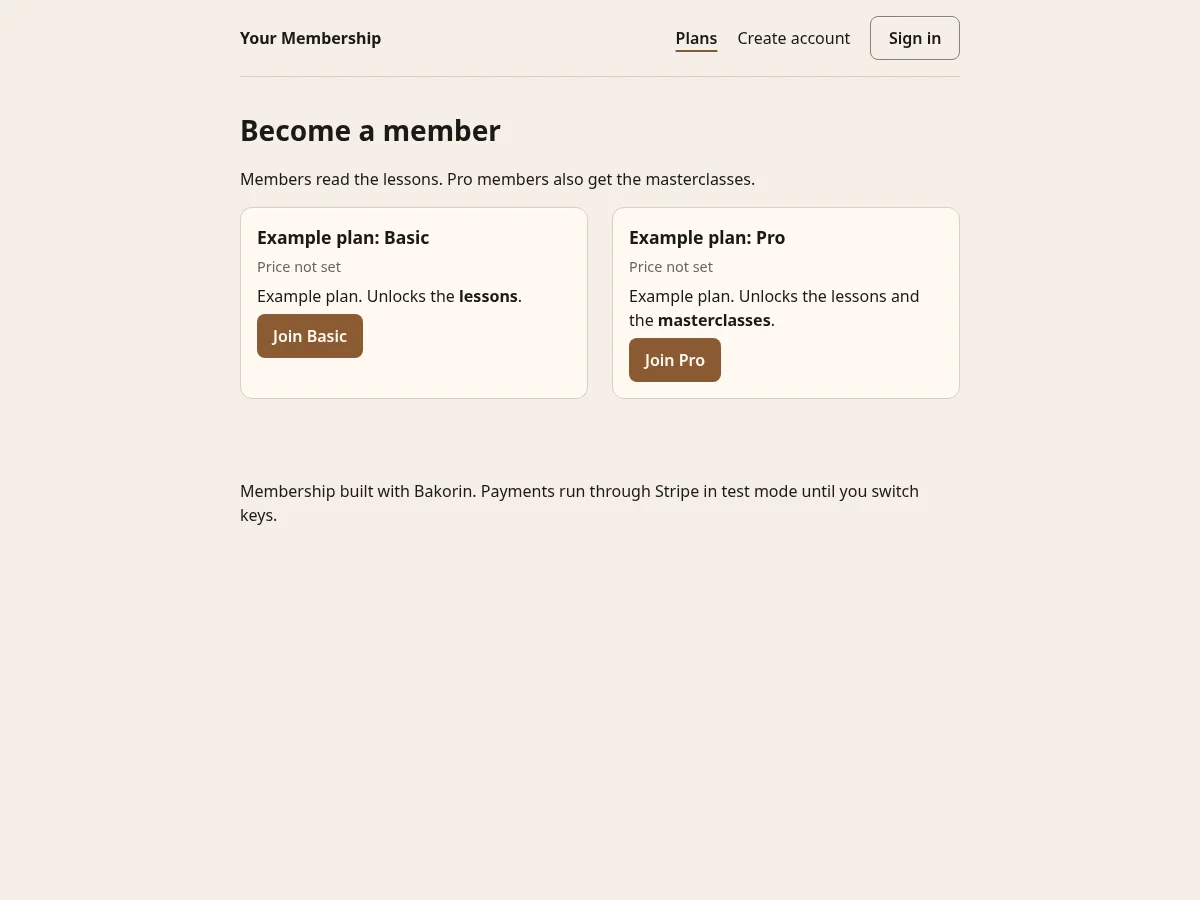 Your Membership
Plans
Create account
Sign in
Become a member
Members read the lessons. Pro members also get the masterclasses.
Example plan: Basic
Price not set
Example plan. Unlocks the lessons.
Join Basic
Example plan: Pro
Price not set
Example plan. Unlocks the lessons and
the masterclasses.
Join Pro
Membership built with Bakorin. Payments run through Stripe in test mode until you switch
keys.